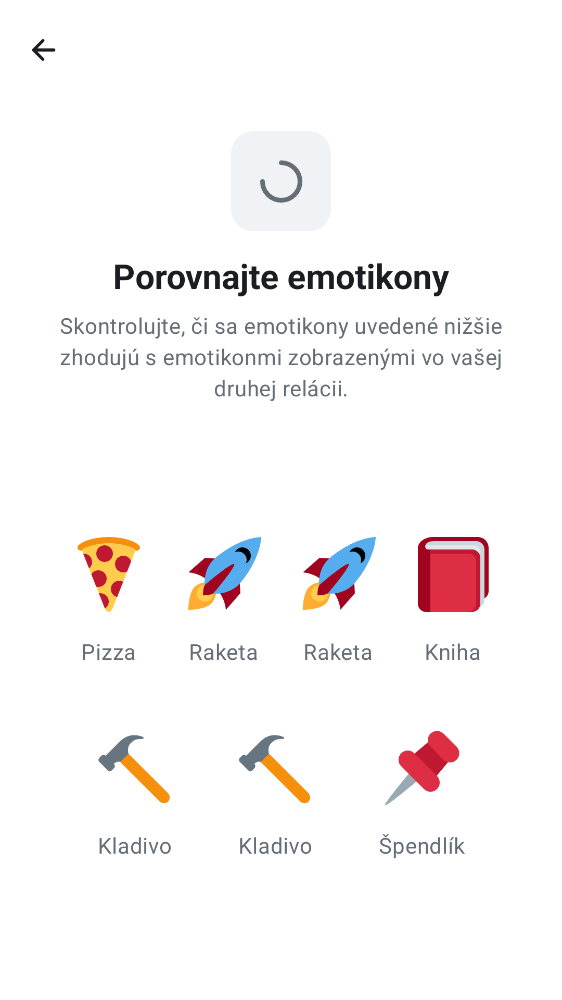 Porovnajte emotikony
Skontrolujte, či sa emotikony uvedené nižšie
zhodujú s emotikonmi zobrazenými vo vašej
druhej relácii.
Pizza Raketa Raketa Kniha
Kladivo Kladivo Špendlík